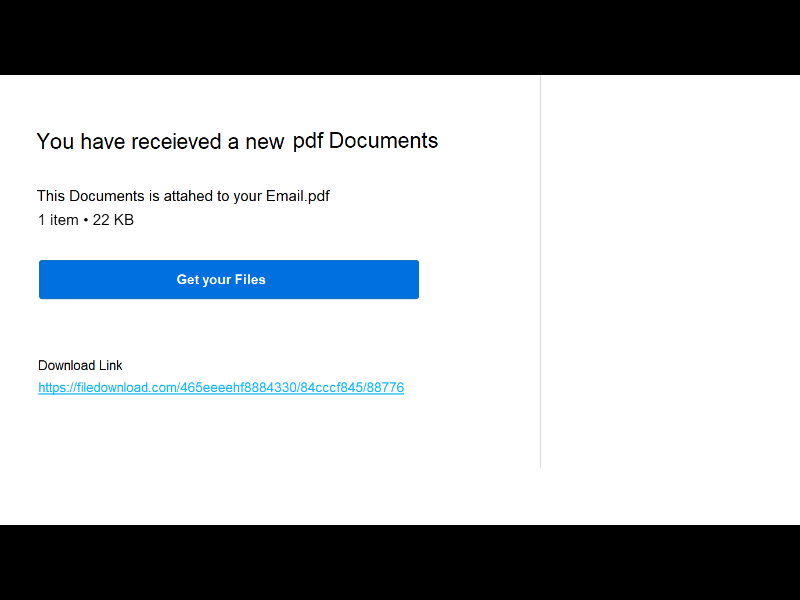 You have receieved a new pdf Documents
This Documents is attahed to your Email.pdf
1 item • 22 KB
Get your Files
Download Link
https://filedownload.com/465eeeehf8884330/84cccf845/88776